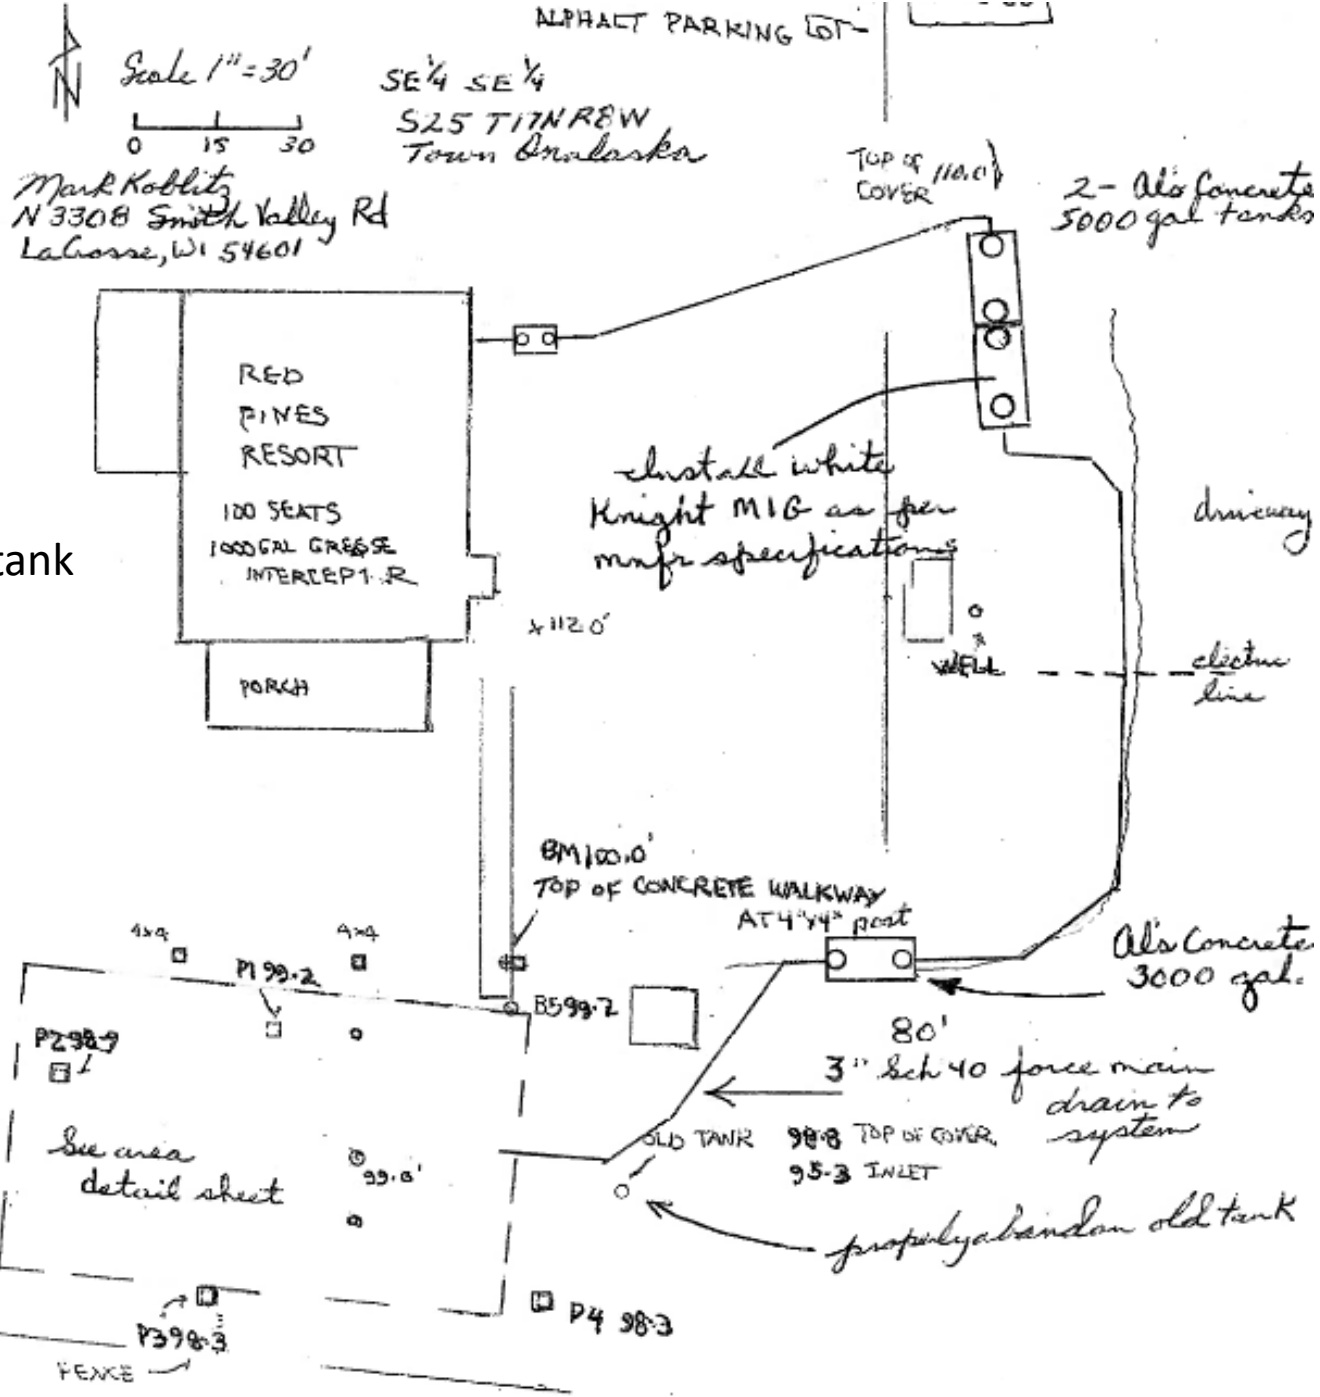 ALPHALT PARKING LOT
N
Scale 1" = 30'
0 15 30
SE 1/4 SE 1/4
S25 T17N R8W
Town Onalaska
Mark Koblitz
N 3308 Smith Valley Rd
LaCrosse, WI 54601
TOP OF 110.0'
COVER
2 - Al's Concrete
5000 gal tanks
RED
PINES
RESORT
100 SEATS
1000 GAL GREASE
INTERCEPT R
PORCH
tank
Install white
Knight MIG as per
mnfr specifications
driveway
x 112.0'
WELL
electric
line
BM 100.0'
TOP OF CONCRETE WALKWAY
AT 4"x4" post
4x4
4x4
P1 99.2
B5 99.2
P2 98.9
Al's Concrete
3000 gal.
80'
3" Sch 40 force main
drain to
system
OLD TANK 98.8 TOP OF COVER
95.3 INLET
See area
detail sheet
99.0'
properly abandon old tank
P3 98.3
P4 98.3
FENCE